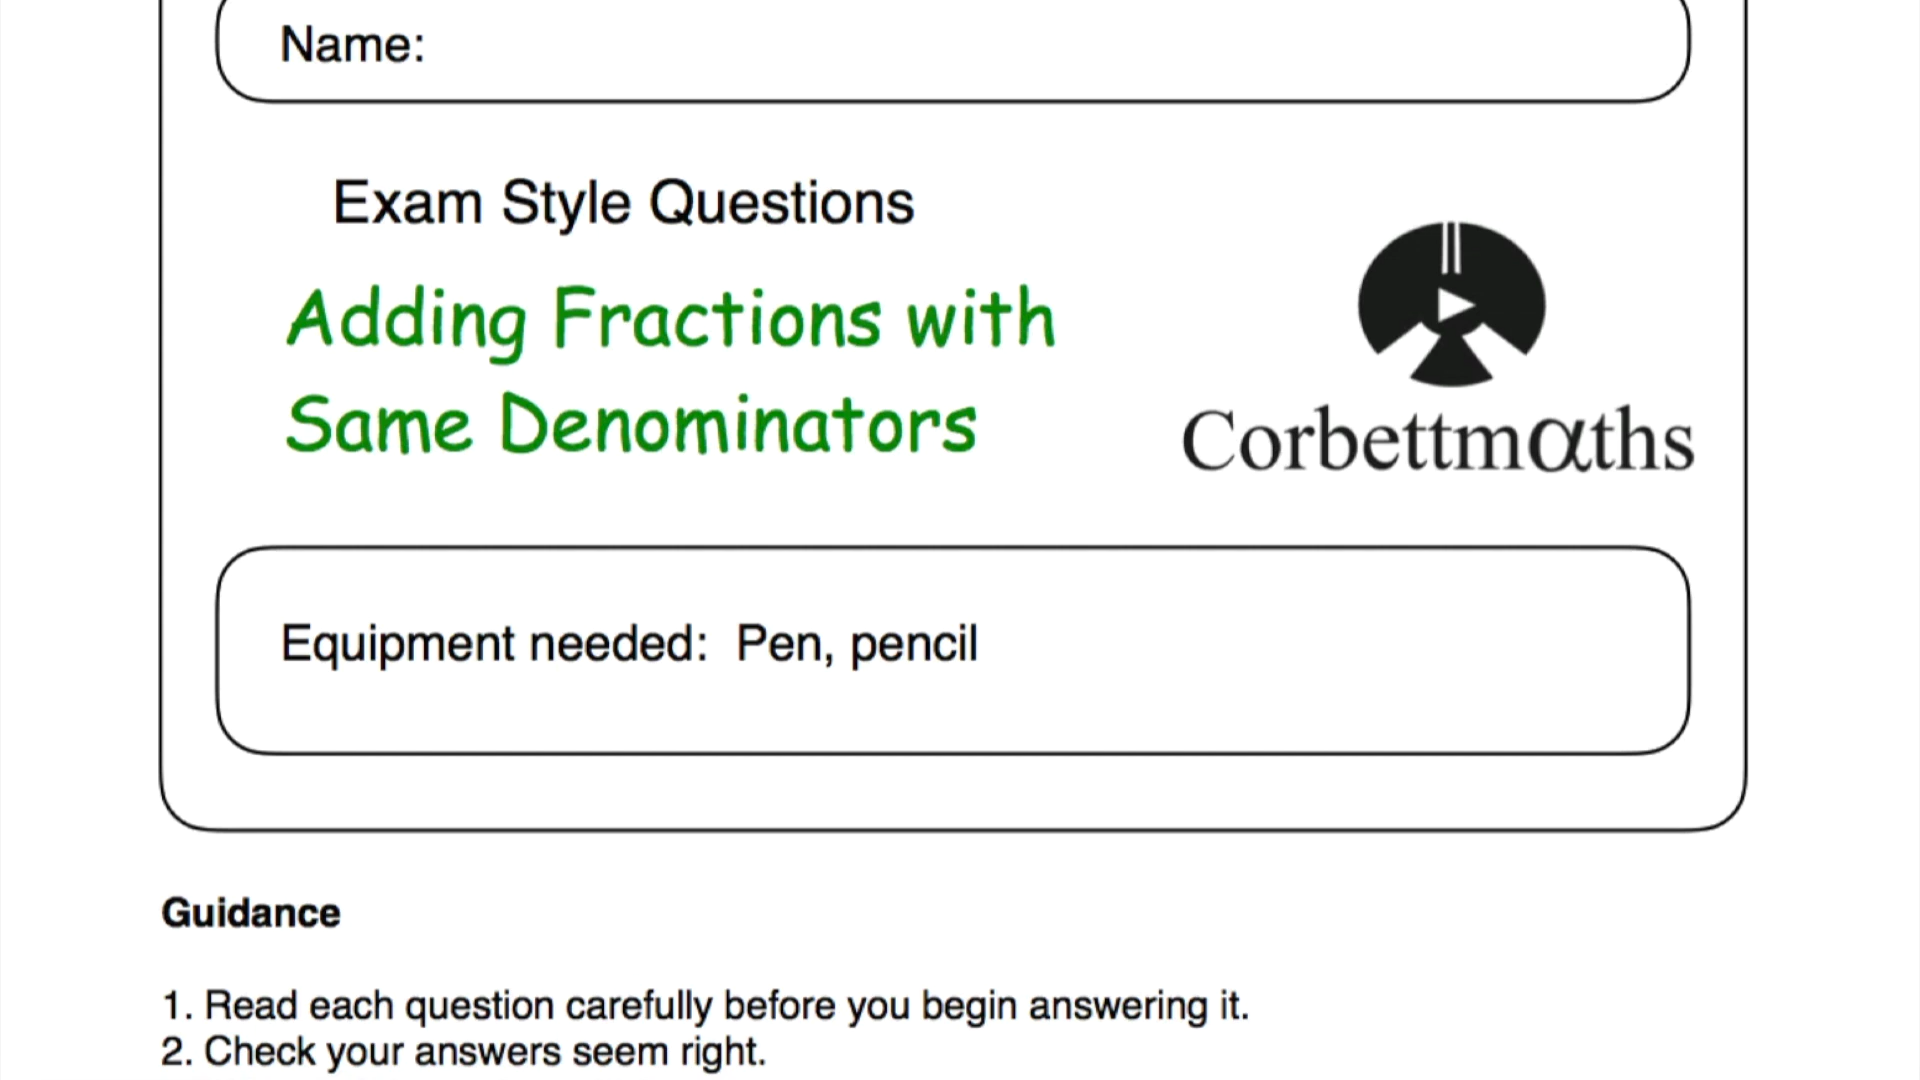 Name:
Exam Style Questions
Adding Fractions with
Same Denominators
Corbettmαths
Equipment needed: Pen, pencil
Guidance
1. Read each question carefully before you begin answering it.
2. Check your answers seem right.